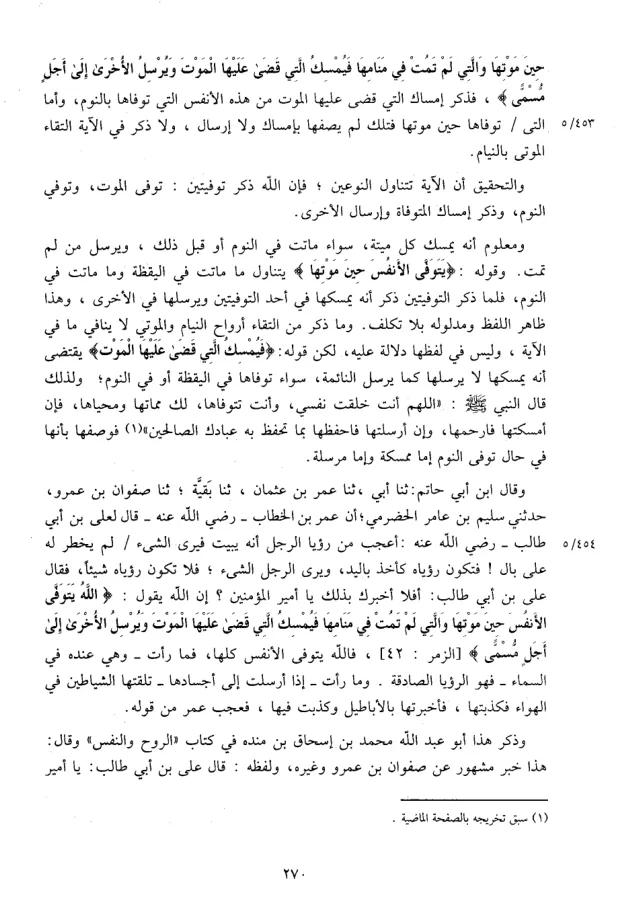 حِينَ مَوْتِهَا وَالَّتِي لَمْ تَمُتْ فِي مَنَامِهَا فَيُمْسِكُ الَّتِي قَضَىٰ عَلَيْهَا الْمَوْتَ وَيُرْسِلُ الْأُخْرَىٰ إِلَىٰ أَجَلٍ
مُّسَمًّى ﴾ ، فذكر إمساك التي قضى عليها الموت من هذه الأنفس التي توفاها بالنوم، وأما
٥/٤٥٣ التى / توفاها حين موتها فتلك لم يصفها بإمساك ولا إرسال ، ولا ذكر في الآية التقاء
الموتى بالنيام.
والتحقيق أن الآية تتناول النوعين ؛ فإن الله ذكر توفيتين : توفى الموت، وتوفي
النوم، وذكر إمساك المتوفاة وإرسال الأخرى.
ومعلوم أنه يمسك كل ميتة، سواء ماتت في النوم أو قبل ذلك ، ويرسل من لم
تمت. وقوله :﴿يَتَوَفَّى الأَنفُسَ حِينَ مَوْتِهَا ﴾ يتناول ما ماتت في اليقظة وما ماتت في
النوم، فلما ذكر التوفيتين ذكر أنه يمسكها في أحد التوفيتين ويرسلها في الأخرى ، وهذا
ظاهر اللفظ ومدلوله بلا تكلف. وما ذكر من التقاء أرواح النيام والموتي لا ينافي ما في
الآية ، وليس في لفظها دلالة عليه، لكن قوله:﴿فَيُمْسِكُ الَّتِي قَضَىٰ عَلَيْهَا الْمَوْتَ﴾ يقتضى
أنه يمسكها لا يرسلها كما يرسل النائمة، سواء توفاها في اليقظة أو في النوم؛ ولذلك
قال النبي ﷺ : «اللهم أنت خلقت نفسي، وأنت تتوفاها، لك مماتها ومحياها، فإن
أمسكتها فارحمها، وإن أرسلتها فاحفظها بما تحفظ به عبادك الصالحين»(١) فوصفها بأنها
في حال توفى النوم إما ممسكة وإما مرسلة.
وقال ابن أبي حاتم:ثنا أبي ،ثنا عمر بن عثمان ، ثنا بَقيَّة ؛ ثنا صفوان بن عمرو،
حدثني سليم بن عامر الحضرمي؛أن عمر بن الخطاب ـ رضي الله عنه ـ قال لعلى بن أبي
٥/٤٥٤ طالب ـ رضي الله عنه :أعجب من رؤيا الرجل أنه يبيت فيرى الشىء / لم يخطر له
على بال ! فتكون رؤياه كأخذ باليد، ويرى الرجل الشىء ؛ فلا تكون رؤياه شيئاً، فقال
على بن أبي طالب: أفلا أخبرك بذلك يا أمير المؤمنين ؟ إن الله يقول : ﴿ اللَّهُ يَتَوَفَّى
الأَنفُسَ حِينَ مَوْتِهَا وَالَّتِي لَمْ تَمُتْ فِي مَنَامِهَا فَيُمْسِكُ الَّتِي قَضَىٰ عَلَيْهَا الْمَوْتَ وَيُرْسِلُ الْأُخْرَىٰ إِلَىٰ
أَجَلٍ مُّسَمًّى ﴾ [الزمر : ٤٢] ، فالله يتوفى الأنفس كلها، فما رأت ـ وهي عنده في
السماء ـ فهو الرؤيا الصادقة . وما رأت ـ إذا أرسلت إلى أجسادها ـ تلقتها الشياطين في
الهواء فكذبتها ، فأخبرتها بالأباطيل وكذبت فيها ، فعجب عمر من قوله.
وذكر هذا أبو عبد الله محمد بن إسحاق بن منده في كتاب «الروح والنفس» وقال:
هذا خبر مشهور عن صفوان بن عمرو وغيره، ولفظه : قال على بن أبي طالب: يا أمير
(١) سبق تخريجه بالصفحة الماضية .
٢٧٠